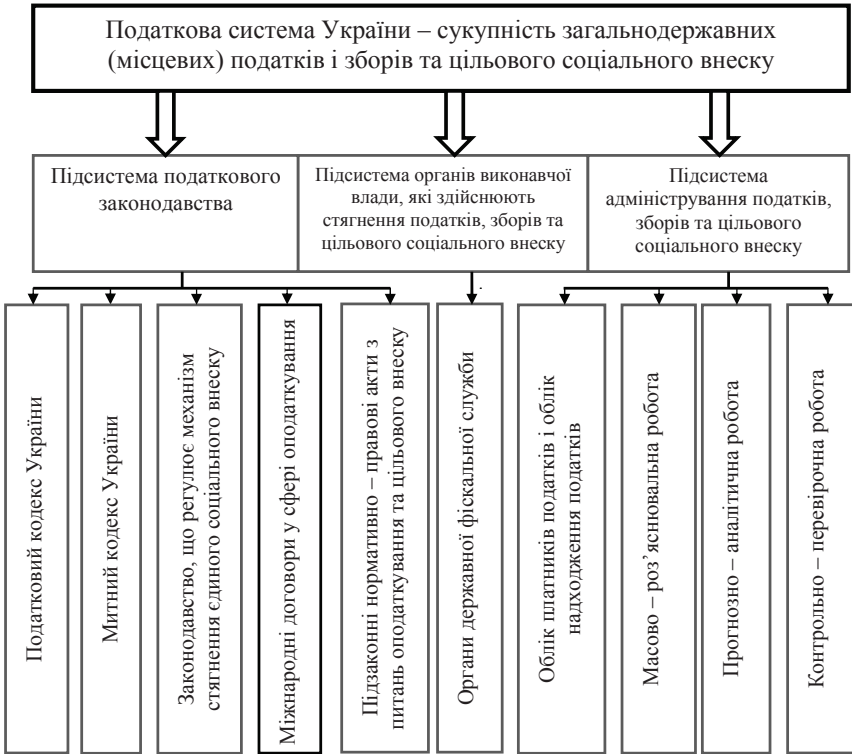 Податкова система України – сукупність загальнодержавних
(місцевих) податків і зборів та цільового соціального внеску
Підсистема податкового
законодавства
Підсистема органів виконавчої
влади, які здійснюють
стягнення податків, зборів та
цільового соціального внеску
Підсистема
адміністрування податків,
зборів та цільового
соціального внеску
Податковий кодекс України
Митний кодекс України
Законодавство, що регулює механізм
стягнення єдиного соціального внеску
Міжнародні договори у сфері оподаткування
Підзаконні нормативно – правові акти з
питань оподаткування та цільового внеску
Органи державної фіскальної служби
Облік платників податків і облік
надходження податків
Масово – роз’яснювальна робота
Прогнозно – аналітична робота
Контрольно – перевірочна робота